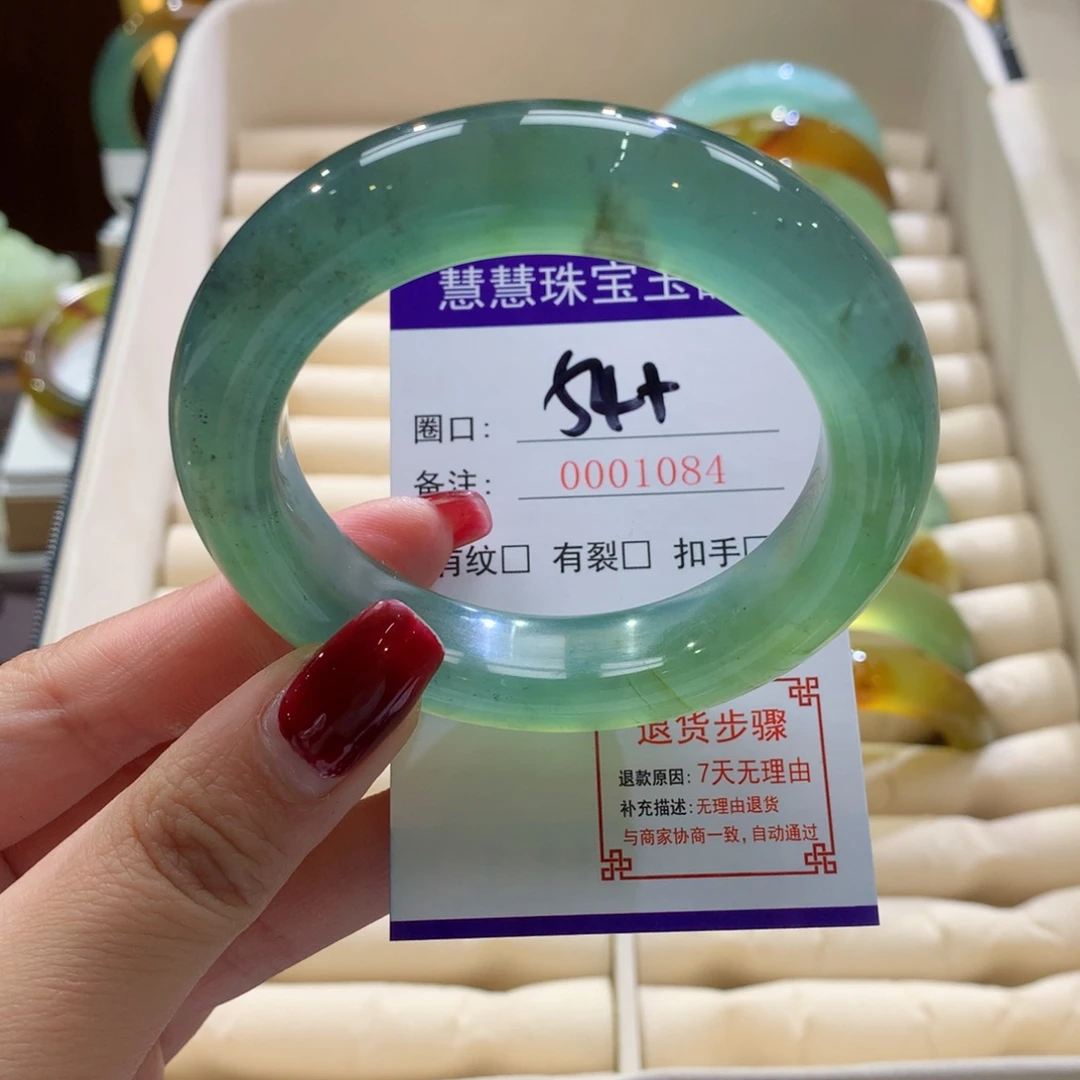 慧慧珠宝玉
圈口: 54+
备注: 0001084
有纹□ 有裂□ 扣手□
退货步骤
退款原因: 7天无理由
补充描述: 无理由退货
与商家协商一致, 自动通过